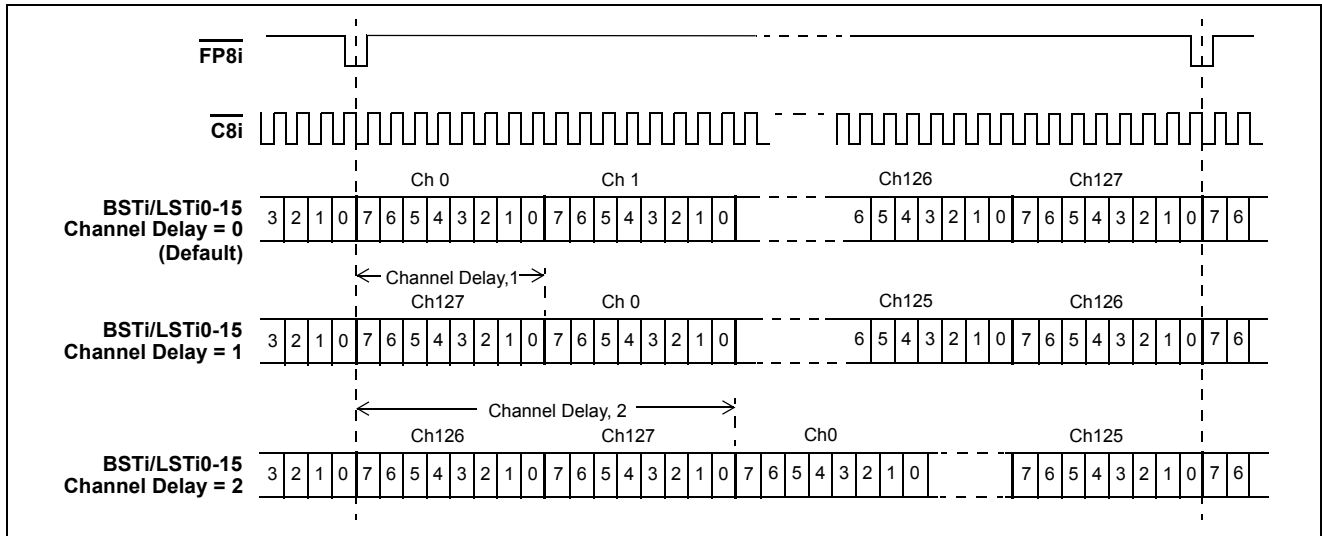 FP8i
C8i
Ch 0 Ch 1 Ch126 Ch127
BSTi/LSTi0-15
Channel Delay = 0
(Default)
3 2 1 0 7 6 5 4 3 2 1 0 7 6 5 4 3 2 1 0 6 5 4 3 2 1 0 7 6 5 4 3 2 1 0 7 6
Channel Delay,1
Ch127 Ch 0 Ch125 Ch126
BSTi/LSTi0-15
Channel Delay = 1
3 2 1 0 7 6 5 4 3 2 1 0 7 6 5 4 3 2 1 0 6 5 4 3 2 1 0 7 6 5 4 3 2 1 0 7 6
Channel Delay, 2
Ch126 Ch127 Ch0 Ch125
BSTi/LSTi0-15
Channel Delay = 2
3 2 1 0 7 6 5 4 3 2 1 0 7 6 5 4 3 2 1 0 7 6 5 4 3 2 1 0 7 6 5 4 3 2 1 0 7 6